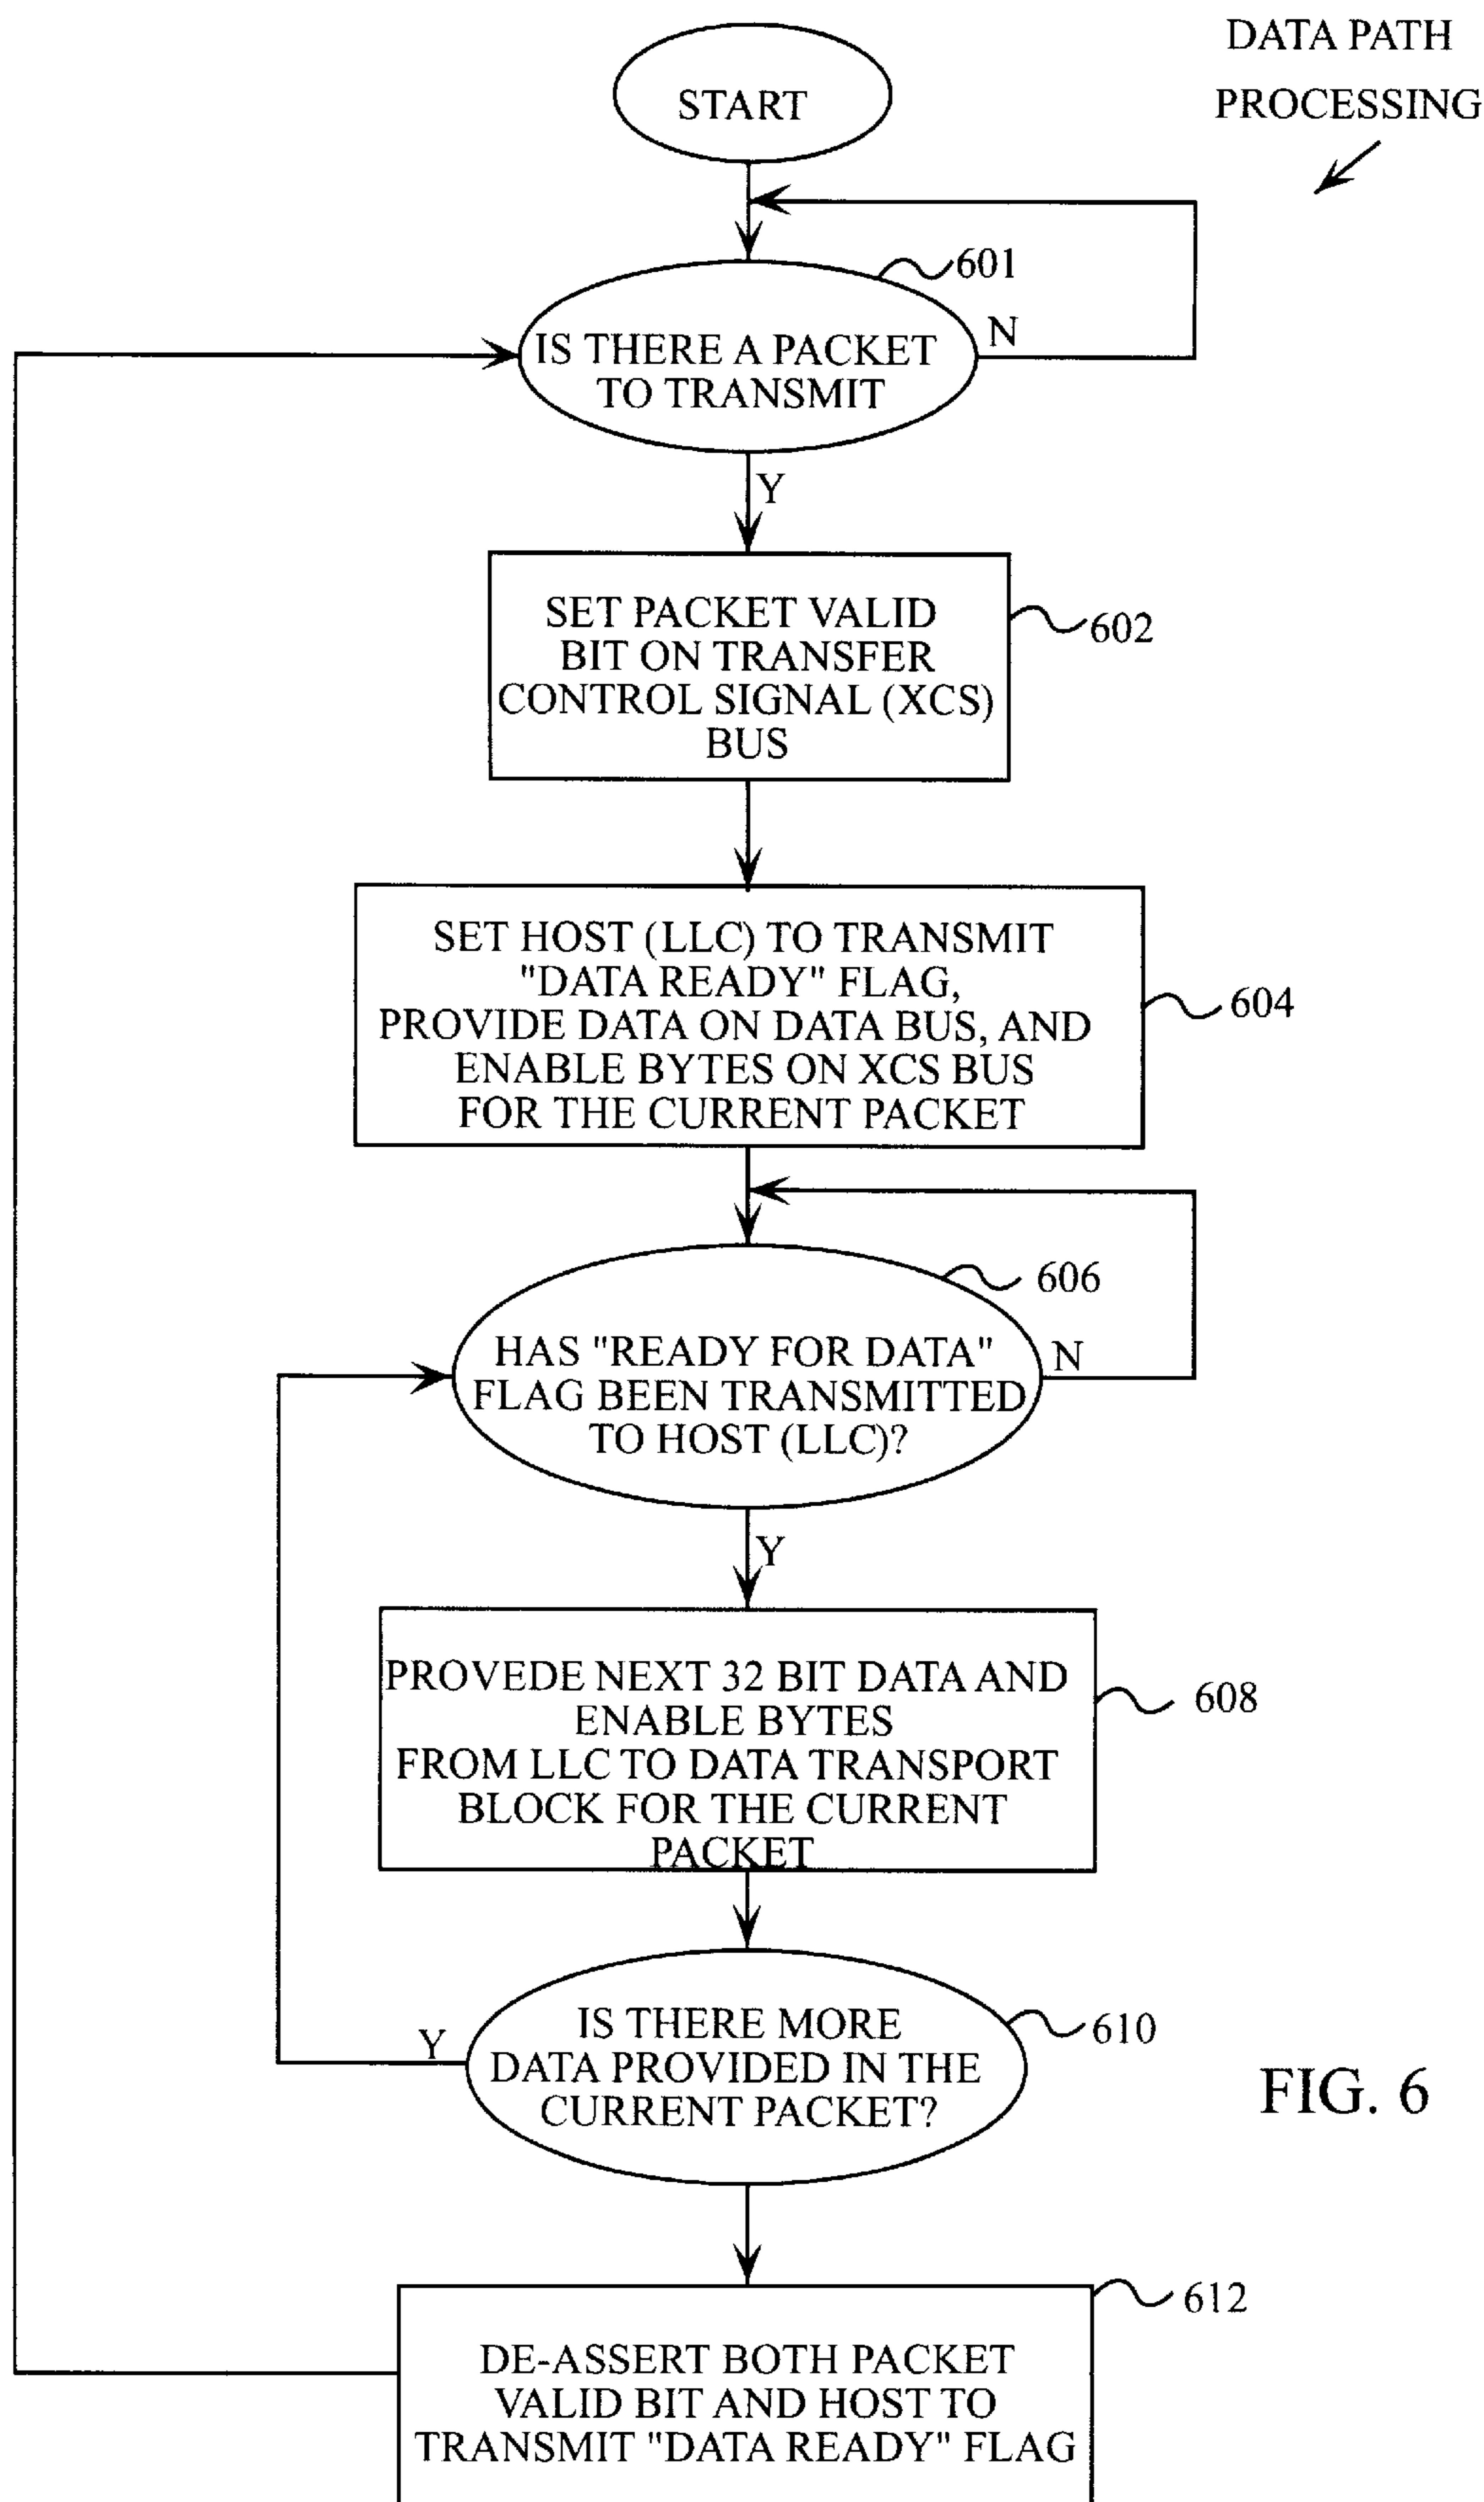 DATA PATH
PROCESSING
START
601
IS THERE A PACKET
TO TRANSMIT
N
Y
SET PACKET VALID
BIT ON TRANSFER
CONTROL SIGNAL (XCS)
BUS
602
SET HOST (LLC) TO TRANSMIT
"DATA READY" FLAG,
PROVIDE DATA ON DATA BUS, AND
ENABLE BYTES ON XCS BUS
FOR THE CURRENT PACKET
604
606
HAS "READY FOR DATA"
FLAG BEEN TRANSMITTED
TO HOST (LLC)?
N
Y
PROVEDE NEXT 32 BIT DATA AND
ENABLE BYTES
FROM LLC TO DATA TRANSPORT
BLOCK FOR THE CURRENT
PACKET
608
IS THERE MORE
DATA PROVIDED IN THE
CURRENT PACKET?
610
Y
FIG. 6
612
DE-ASSERT BOTH PACKET
VALID BIT AND HOST TO
TRANSMIT "DATA READY" FLAG